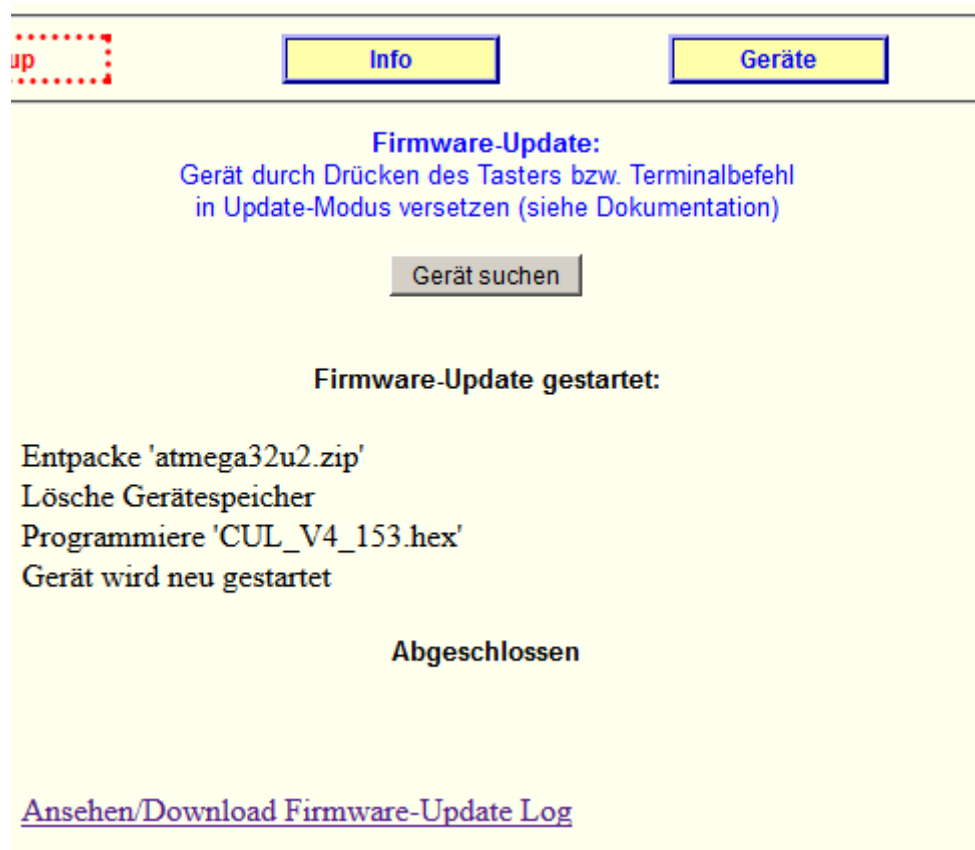 up
Info
Geräte
Firmware-Update:
Gerät durch Drücken des Tasters bzw. Terminalbefehl
in Update-Modus versetzen (siehe Dokumentation)
Gerät suchen
Firmware-Update gestartet:
Entpacke 'atmega32u2.zip'
Lösche Gerätespeicher
Programmiere 'CUL_V4_153.hex'
Gerät wird neu gestartet
Abgeschlossen
Ansehen/Download Firmware-Update Log